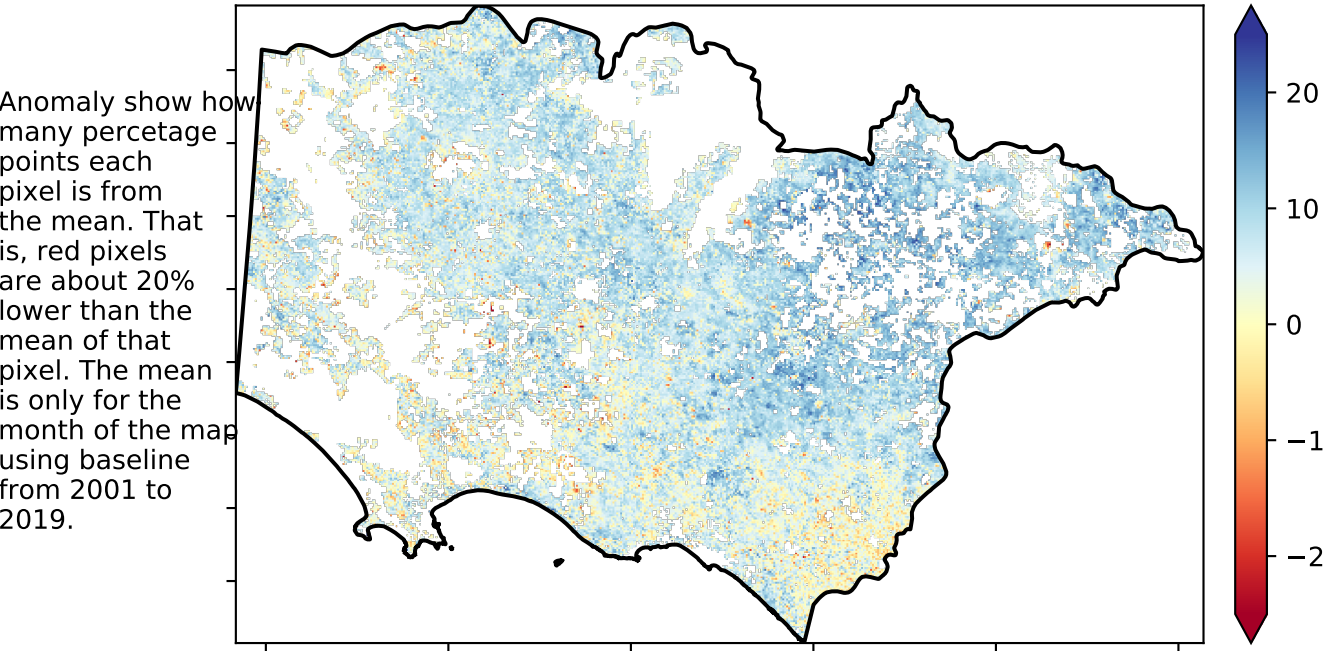 Anomaly show how
many percetage
points each
pixel is from
the mean. That
is, red pixels
are about 20%
lower than the
mean of that
pixel. The mean
is only for the
month of the map
using baseline
from 2001 to
2019.
20
10
0
−1
−2